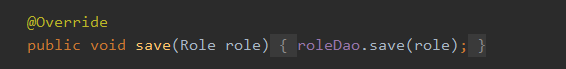 @Override
public void save(Role role) { roleDao.save(role); }